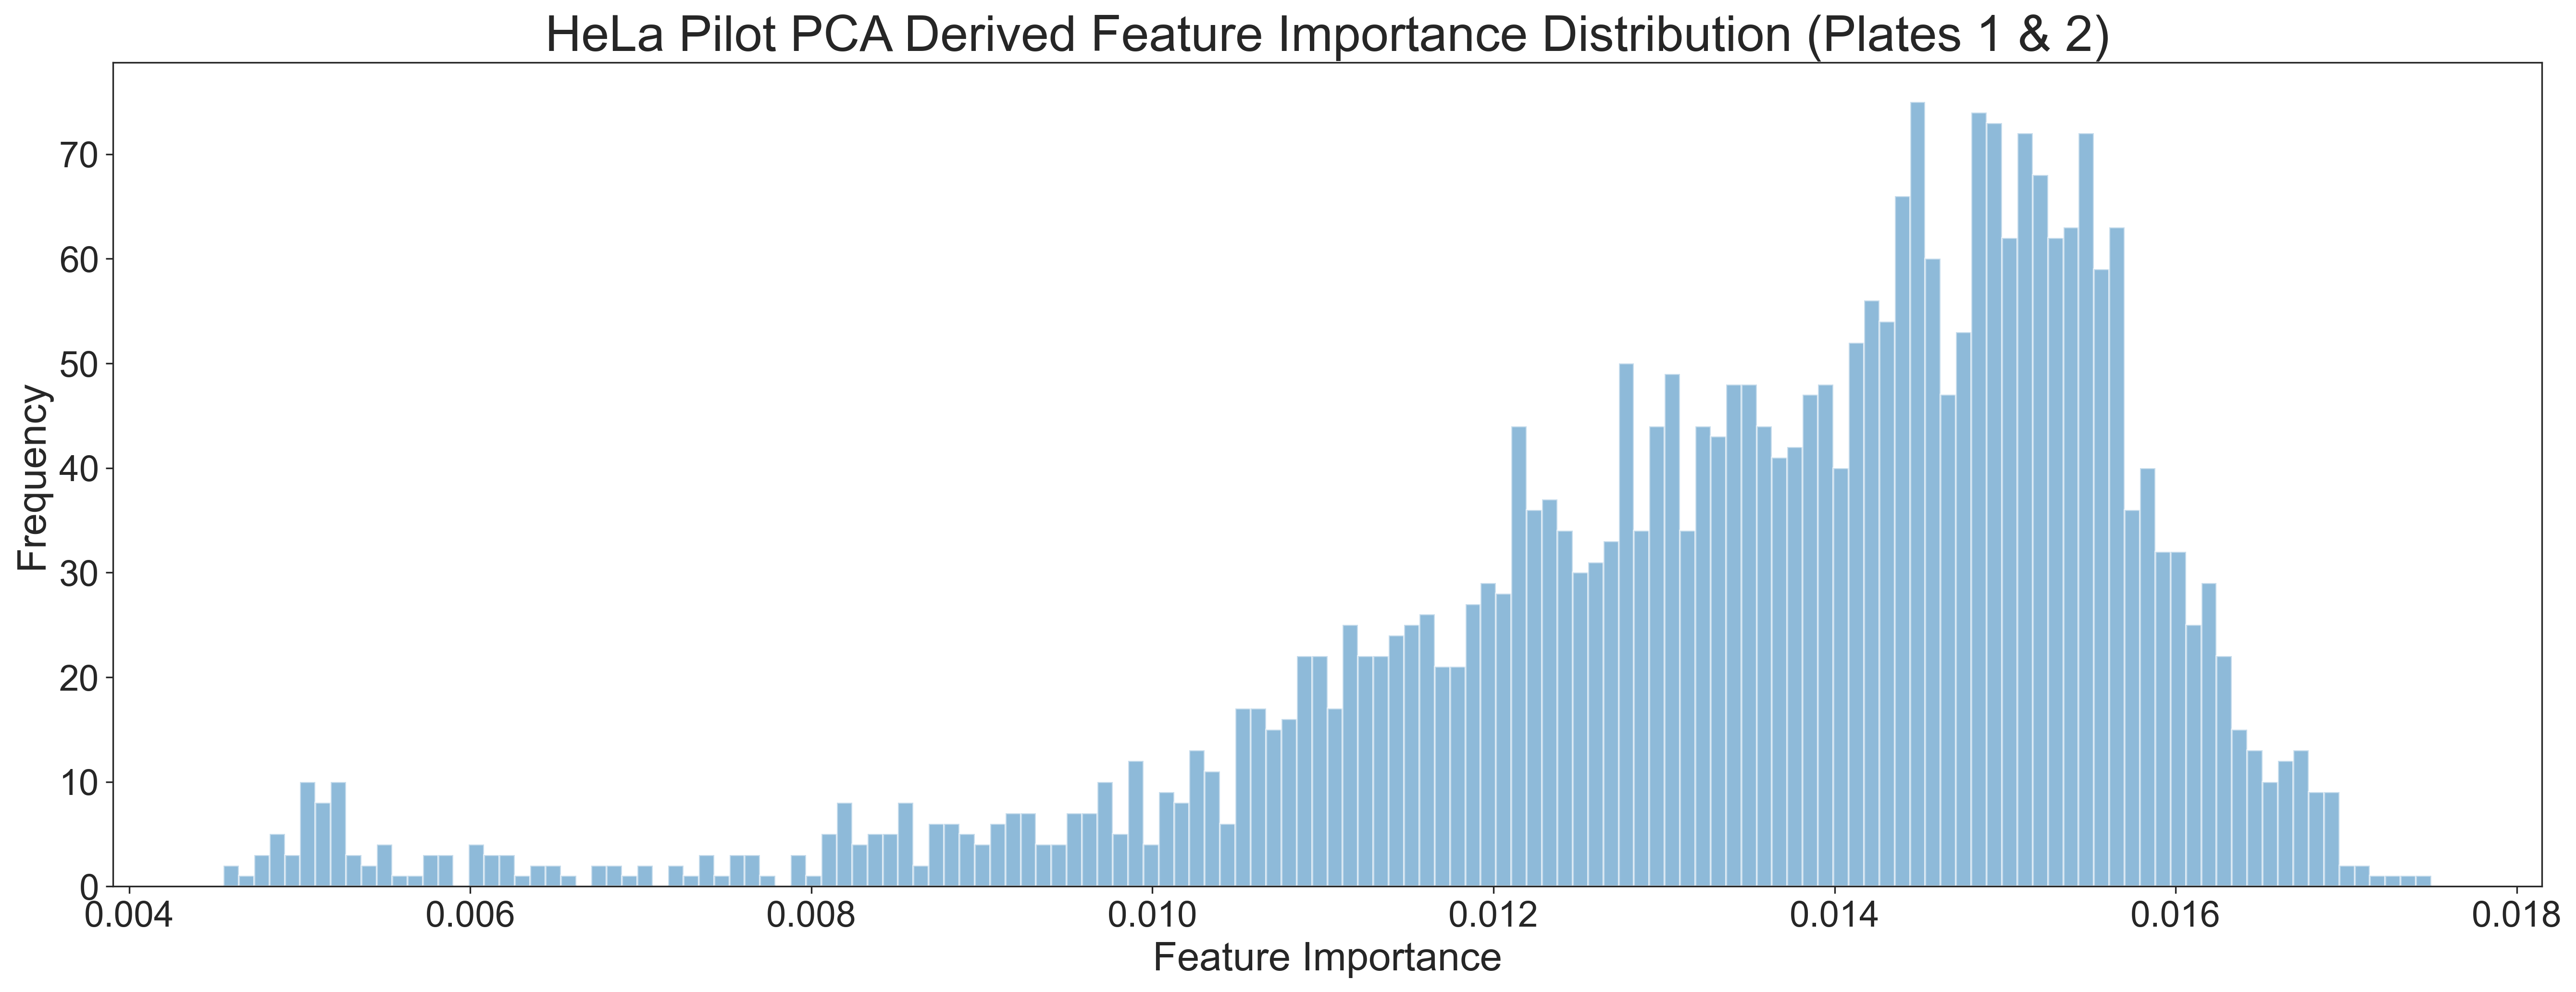 HeLa Pilot PCA Derived Feature Importance Distribution (Plates 1 & 2)
Frequency
70
60
50
40
30
20
10
0
0.004 0.006 0.008 0.010 0.012 0.014 0.016 0.018
Feature Importance